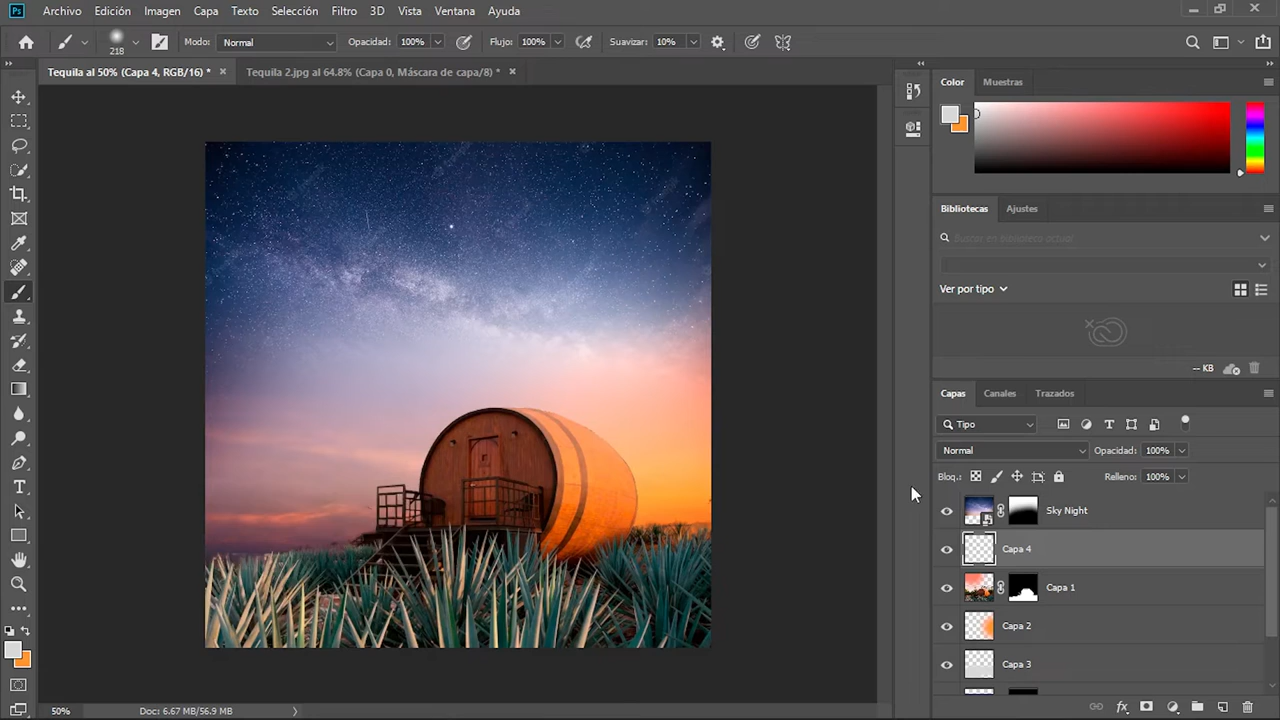 Ps Archivo Edición Imagen Capa Texto Selección Filtro 3D Vista Ventana Ayuda
218 Modo: Normal Opacidad: 100% Flujo: 100% Suavizar: 10%
Tequila al 50% (Capa 4, RGB/16) * × Tequila 2.jpg al 64.8% (Capa 0, Máscara de capa/8) * ×
Color Muestras
Bibliotecas Ajustes
Buscar en biblioteca actual
Ver por tipo
-- KB
Capas Canales Trazados
Tipo
Normal Opacidad: 100%
Bloq.: Relleno: 100%
Sky Night
Capa 4
Capa 1
Capa 2
Capa 3
50% Doc: 6.67 MB/56.9 MB